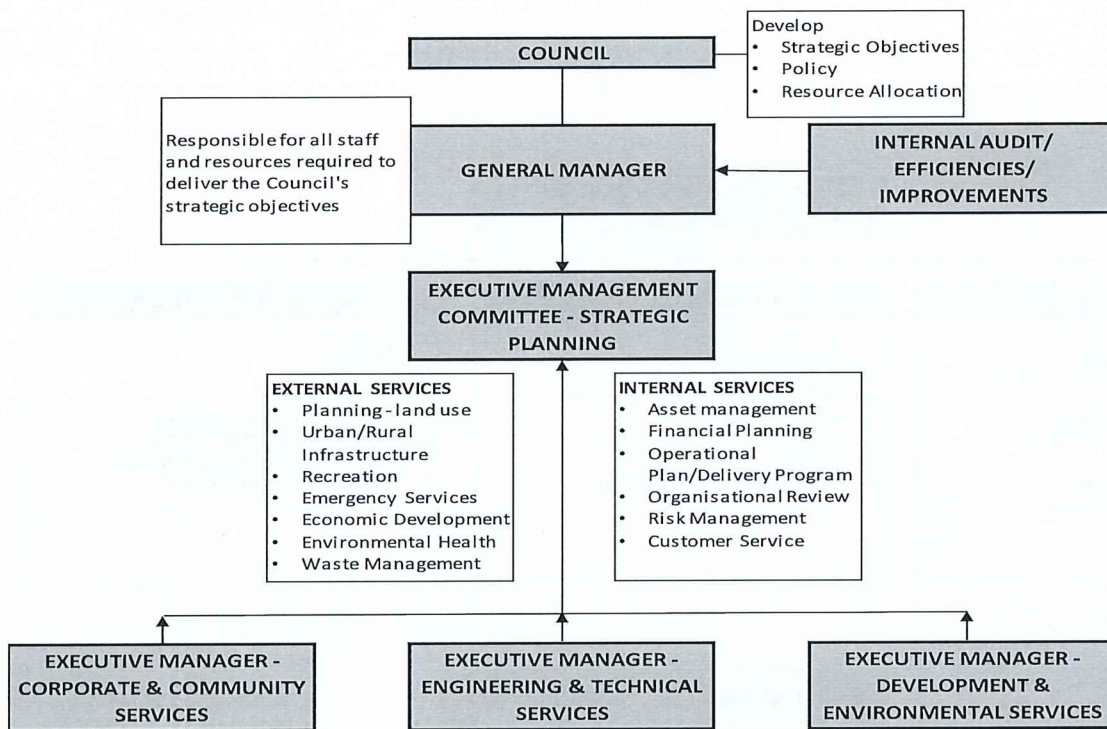 COUNCIL
Develop
• Strategic Objectives
• Policy
• Resource Allocation
Responsible for all staff
and resources required to
deliver the Council's
strategic objectives
GENERAL MANAGER
INTERNAL AUDIT/
EFFICIENCIES/
IMPROVEMENTS
EXECUTIVE MANAGEMENT
COMMITTEE - STRATEGIC
PLANNING
EXTERNAL SERVICES
• Planning - land use
• Urban/Rural
Infrastructure
• Recreation
• Emergency Services
• Economic Development
• Environmental Health
• Waste Management
INTERNAL SERVICES
• Asset management
• Financial Planning
• Operational
Plan/Delivery Program
• Organisational Review
• Risk Management
• Customer Service
EXECUTIVE MANAGER -
CORPORATE & COMMUNITY
SERVICES
EXECUTIVE MANAGER -
ENGINEERING & TECHNICAL
SERVICES
EXECUTIVE MANAGER -
DEVELOPMENT &
ENVIRONMENTAL SERVICES